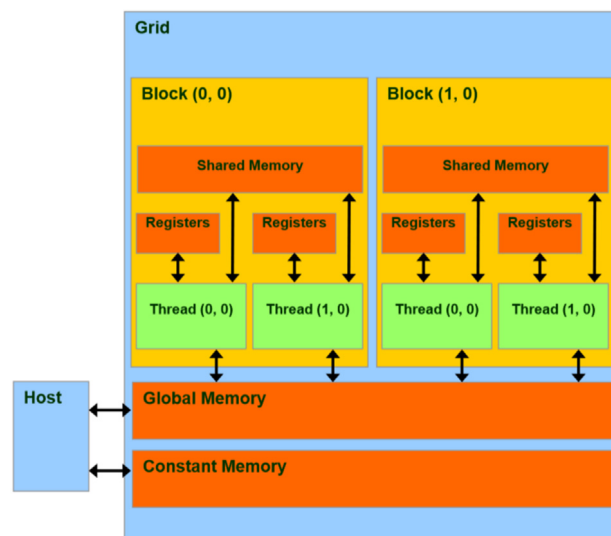 Grid
Block (0, 0)
Block (1, 0)
Shared Memory
Shared Memory
Registers
Registers
Registers
Registers
Thread (0, 0)
Thread (1, 0)
Thread (0, 0)
Thread (1, 0)
Host
Global Memory
Constant Memory